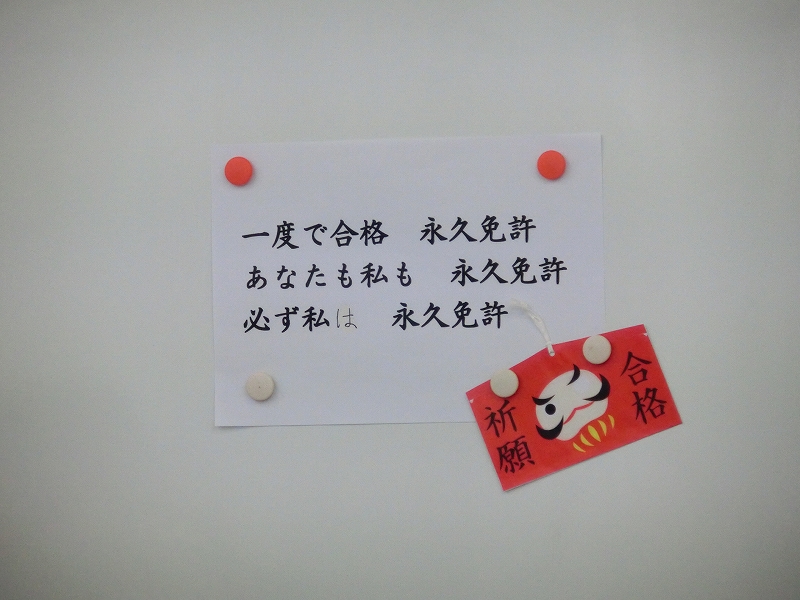 一度で合格　永久免許
あなたも私も　永久免許
必ず私は　永久免許
合格
祈願